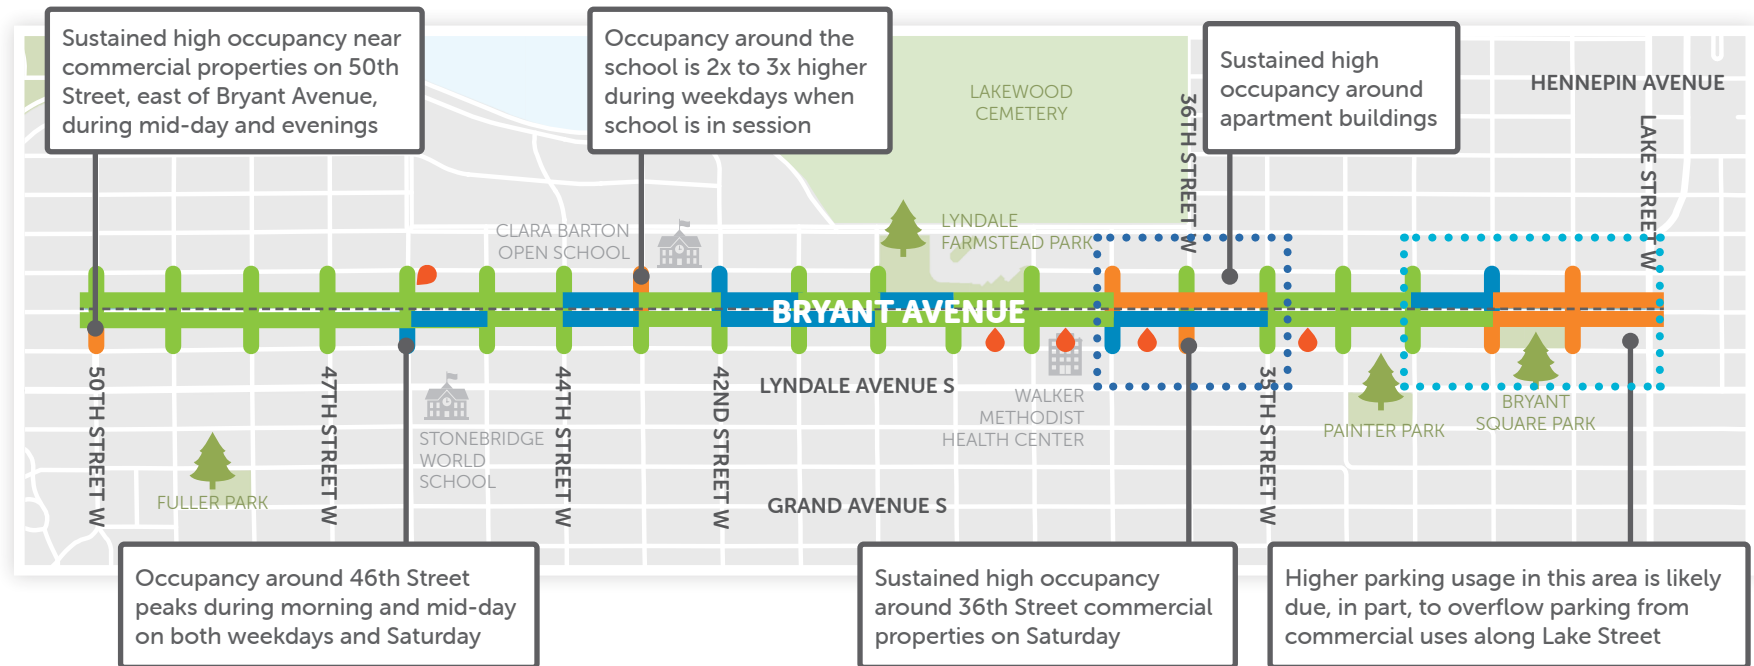 Sustained high occupancy near
commercial properties on 50th
Street, east of Bryant Avenue,
during mid-day and evenings
Occupancy around the
school is 2x to 3x higher
during weekdays when
school is in session
Sustained high
occupancy around
apartment buildings
HENNEPIN AVENUE
LAKEWOOD
CEMETERY
36TH STREET W
LAKE STREET W
CLARA BARTON
OPEN SCHOOL
LYNDALE
FARMSTEAD PARK
BRYANT AVENUE
50TH STREET W
47TH STREET W
44TH STREET W
42ND STREET W
35TH STREET W
LYNDALE AVENUE S
WALKER
METHODIST
HEALTH CENTER
PAINTER PARK
BRYANT
SQUARE PARK
STONEBRIDGE
WORLD
SCHOOL
FULLER PARK
GRAND AVENUE S
Occupancy around 46th Street
peaks during morning and mid-day
on both weekdays and Saturday
Sustained high occupancy
around 36th Street commercial
properties on Saturday
Higher parking usage in this area is likely
due, in part, to overflow parking from
commercial uses along Lake Street